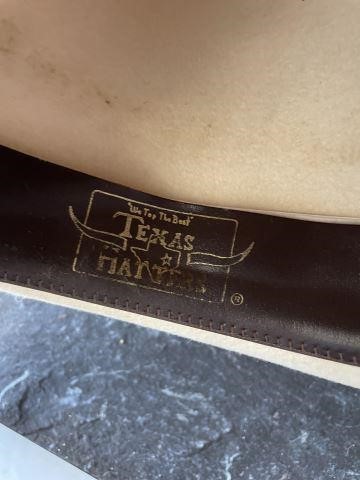 "We Top The Best"
TEXAS
HATTERS
®